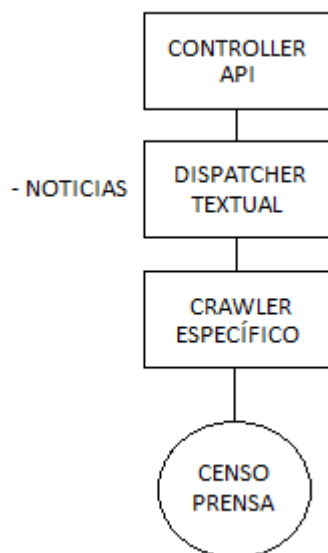 CONTROLLER
API
- NOTICIAS
DISPATCHER
TEXTUAL
CRAWLER
ESPECÍFICO
CENSO
PRENSA